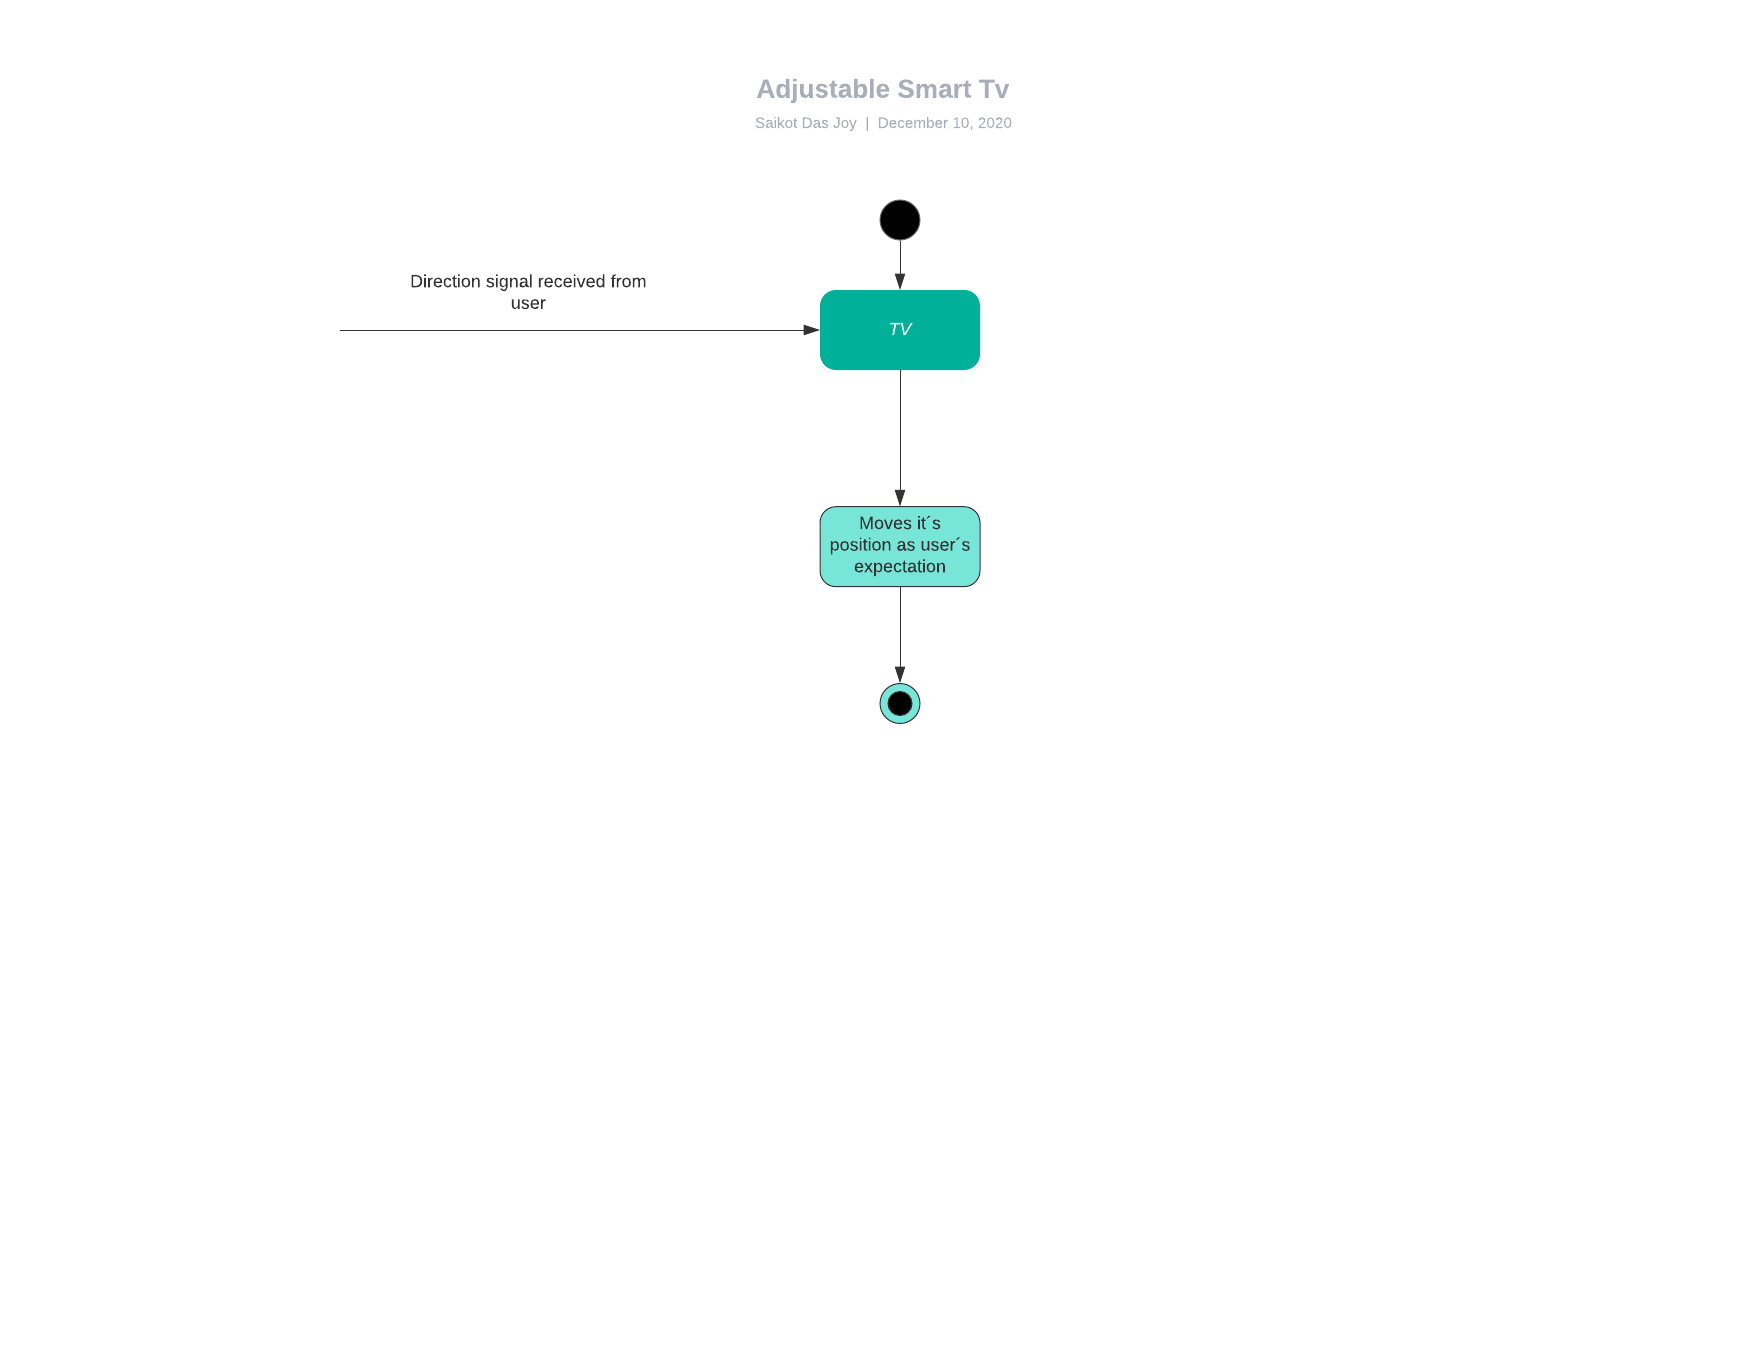 Adjustable Smart Tv
Saikot Das Joy | December 10, 2020
Direction signal received from
user
TV
Moves it´s
position as user´s
expectation